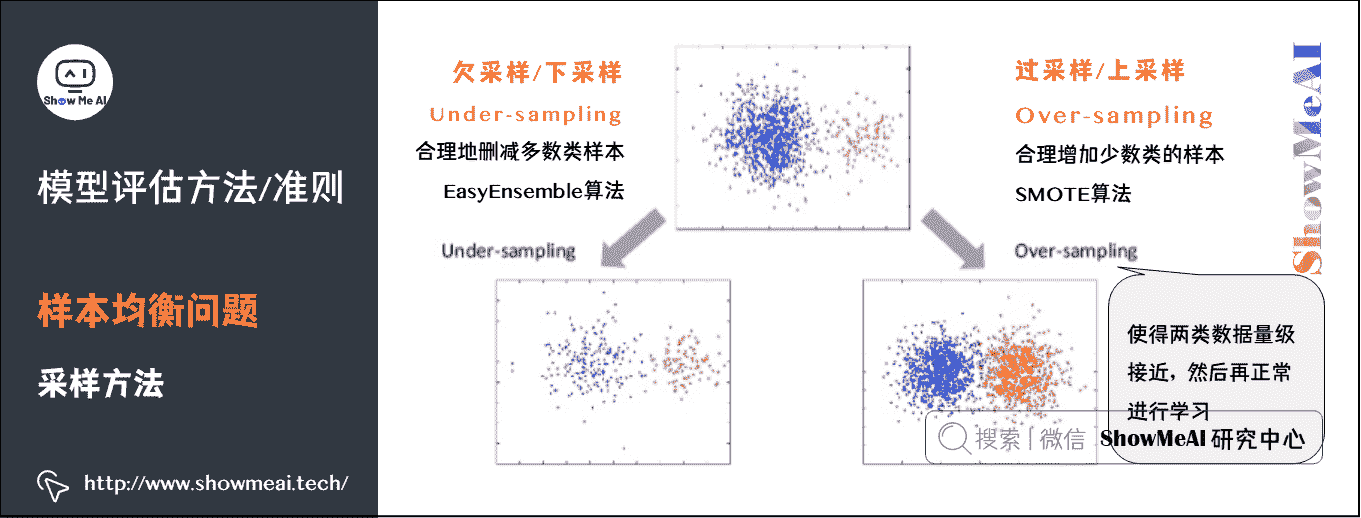 Show Me AI
模型评估方法/准则
样本均衡问题
采样方法
http://www.showmeai.tech/
欠采样/下采样
Under-sampling
合理地删减多数类样本
EasyEnsemble算法
过采样/上采样
Over-sampling
合理增加少数类的样本
SMOTE算法
Under-sampling
Over-sampling
使得两类数据量级
接近，然后再正常
进行学习
搜索 | 微信 ShowMeAI 研究中心
ShowMeAI